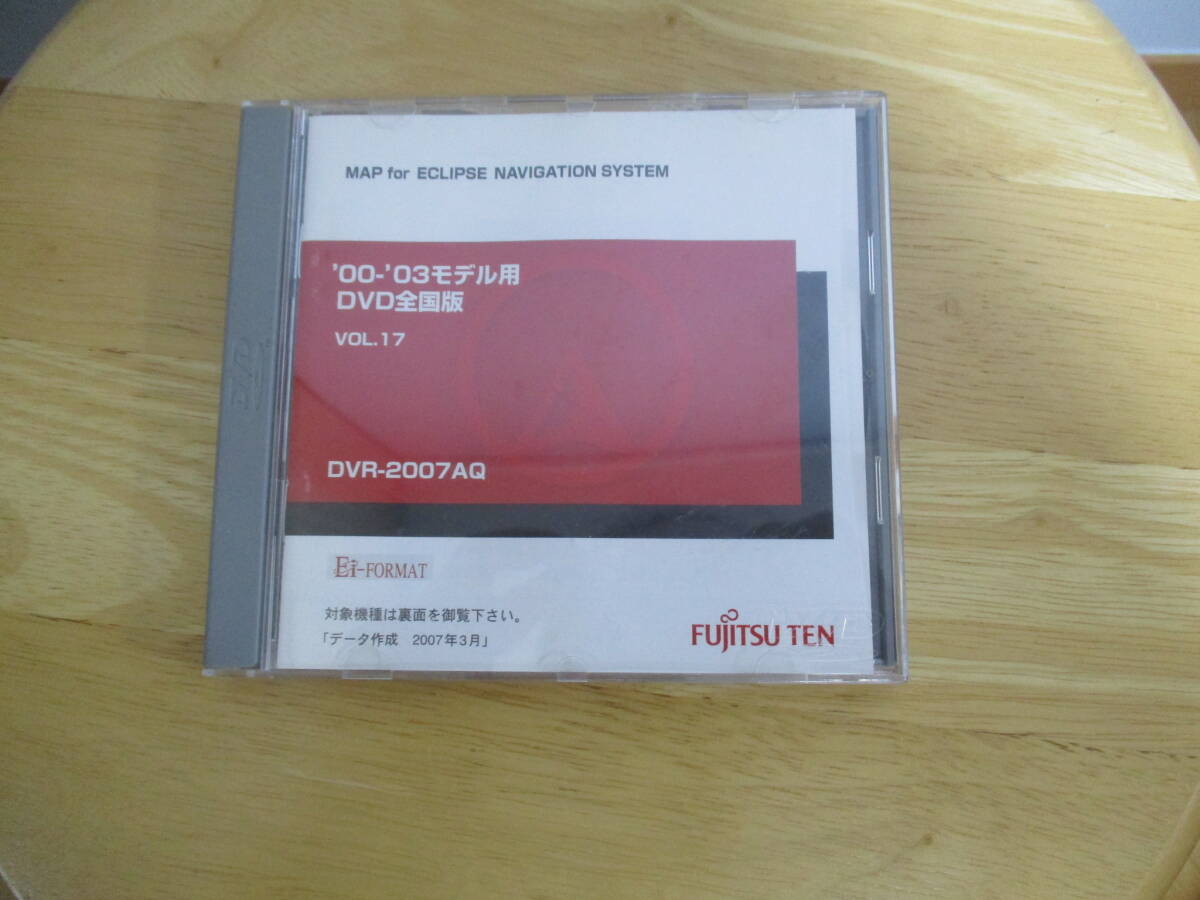 MAP for ECLIPSE NAVIGATION SYSTEM
'00-'03モデル用
DVD全国版
VOL.17
DVR-2007AQ
Ei-FORMAT
対象機種は裏面を御覧下さい。
「データ作成 2007年3月」
FUJITSU TEN
DVD